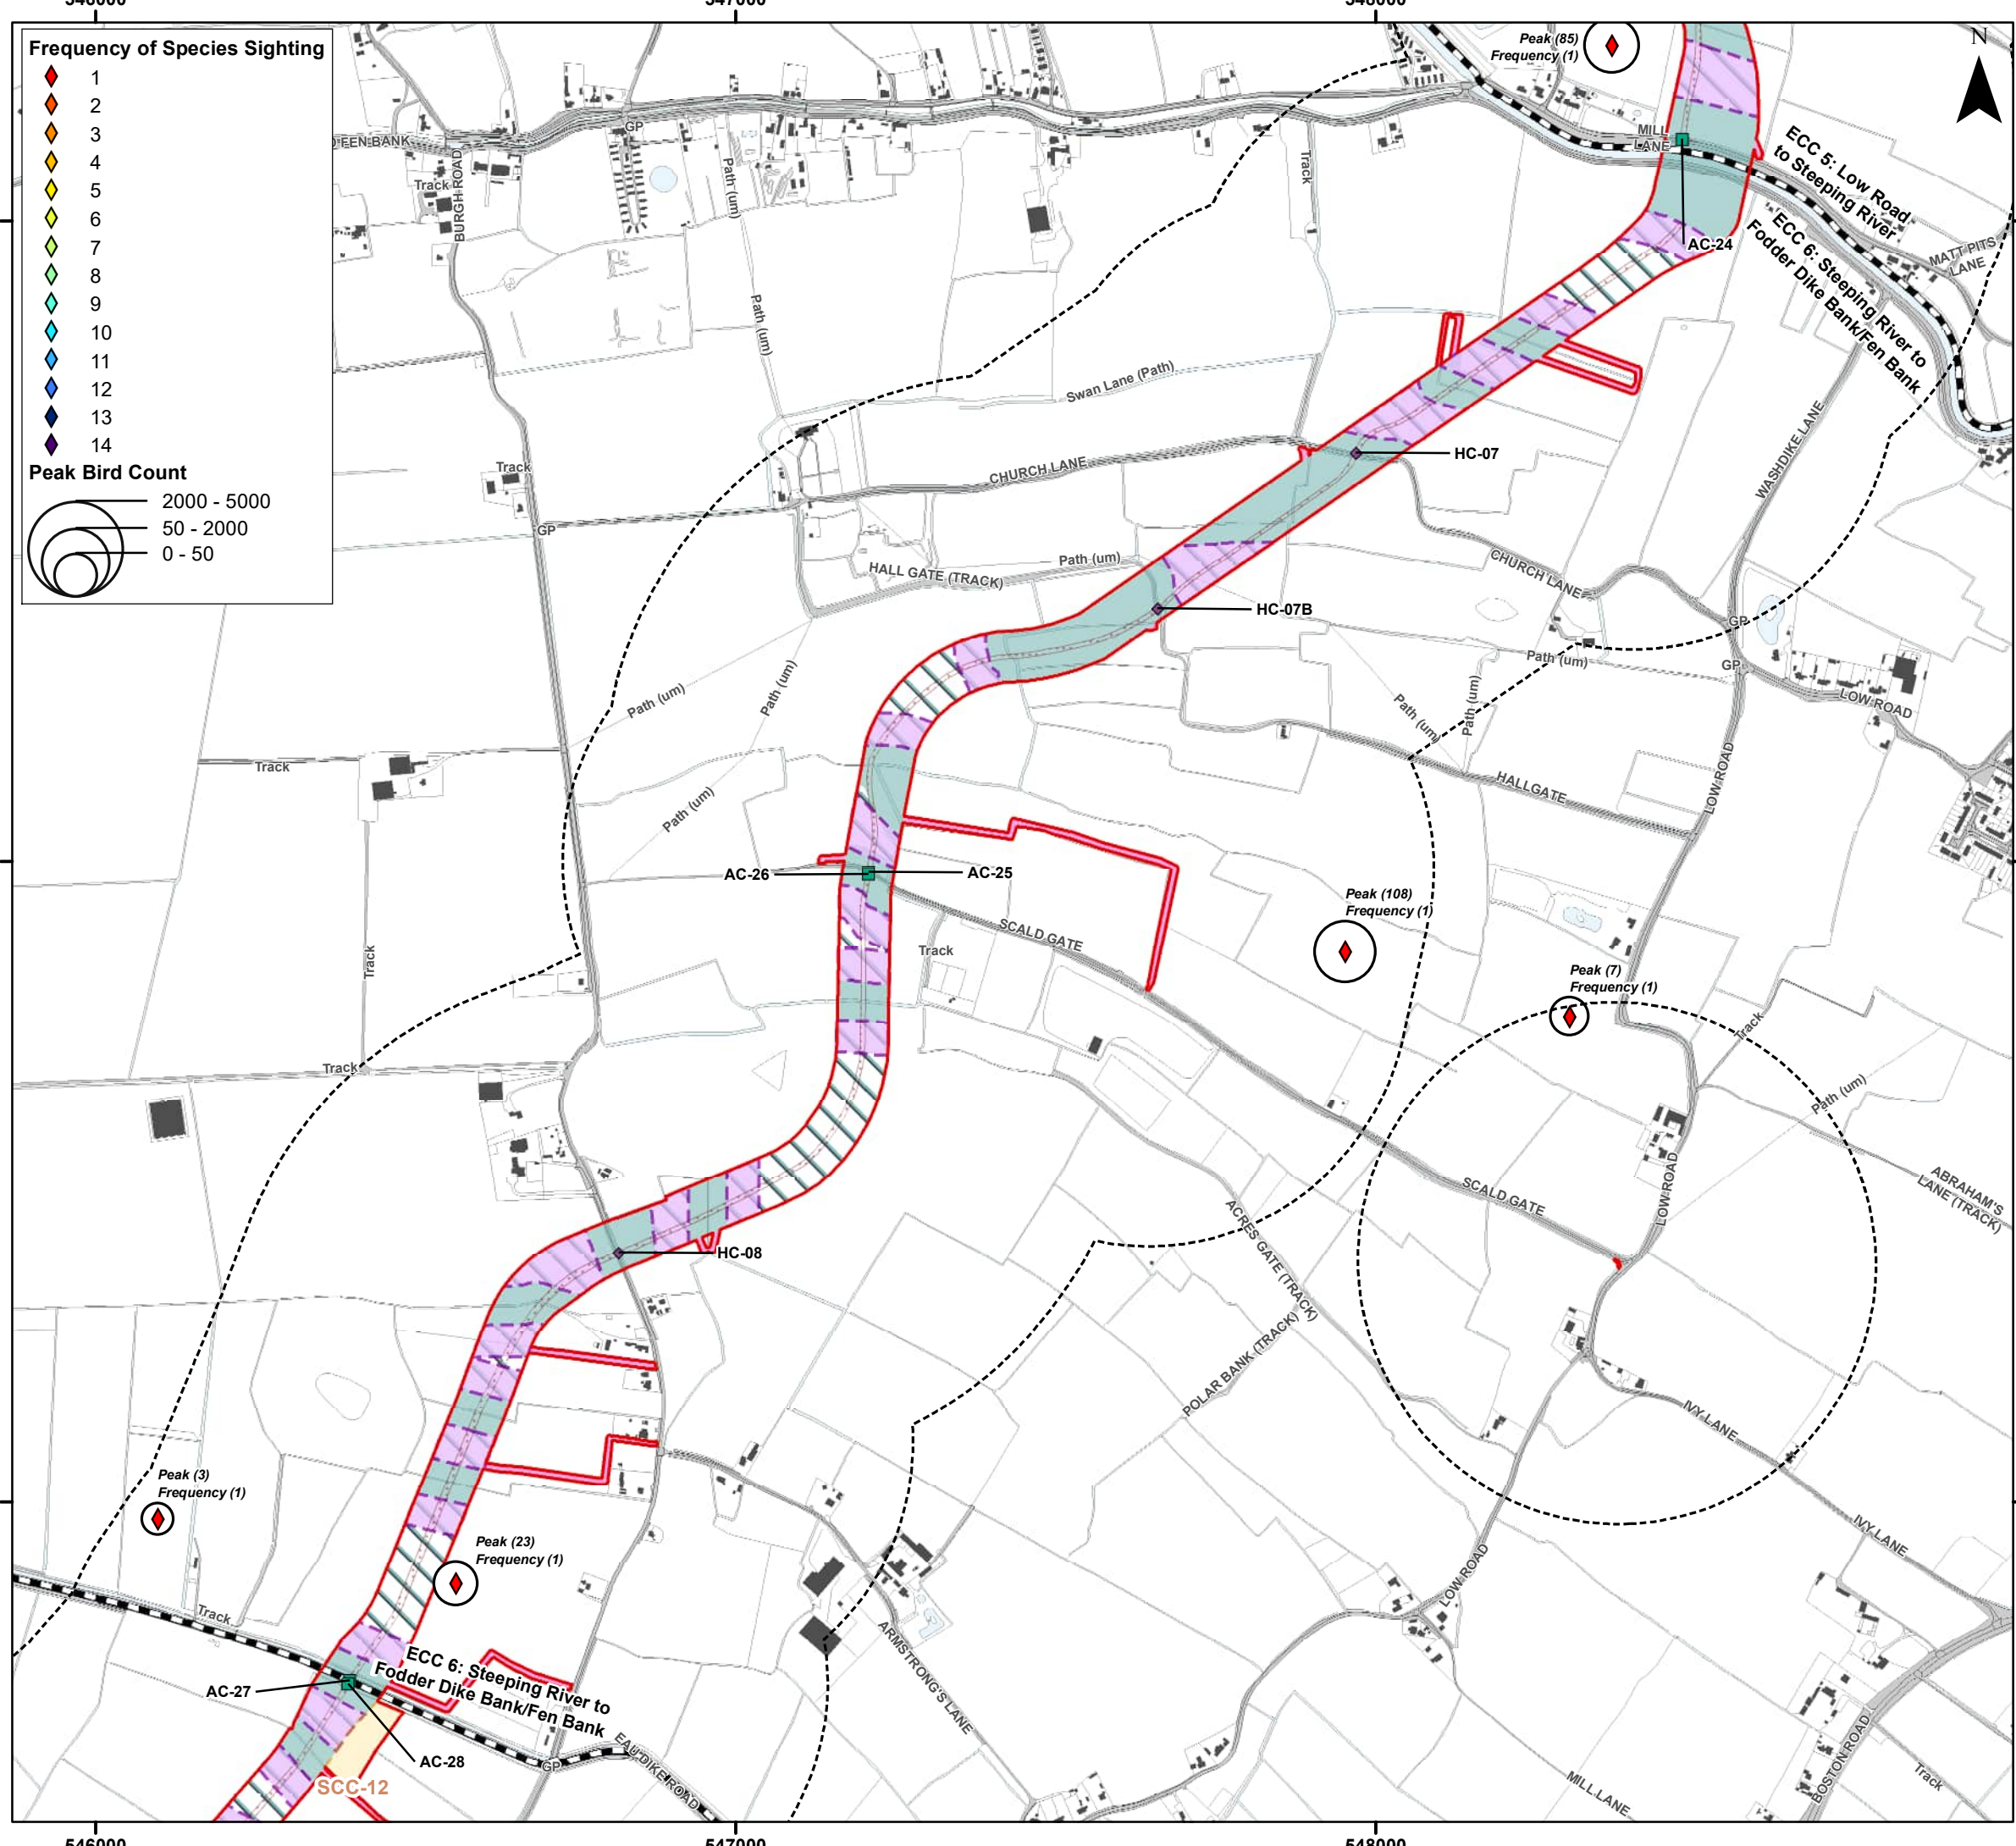 546000
547000
548000
Frequency of Species Sighting
1
2
3
4
5
6
7
8
9
10
11
12
13
14
Peak Bird Count
2000 - 5000
50 - 2000
0 - 50
N
Peak (85)
Frequency (1)
FEN BANK
GP
BURGH ROAD
Track
Path (um)
Track
MILL
LANE
ECC 5: Low Road
to Steeping River
AC-24
ECC 6: Steeping River to
Fodder Dike Bank/Fen Bank
MATT PITS
LANE
Path (um)
Swan Lane (Path)
WASHDIKE LANE
Track
CHURCH LANE
HC-07
GP
HALL GATE (TRACK)
Path (um)
CHURCH LANE
HC-07B
GP
GP
Path (um)
LOW ROAD
Path (um)
Path (um)
Path (um)
Path (um)
Track
Path (um)
HALLGATE
LOW ROAD
AC-26
AC-25
Peak (108)
Frequency (1)
SCALD GATE
Track
Track
Peak (7)
Frequency (1)
Track
Track
Path (um)
SCALD GATE
LOW ROAD
ABRAHAM'S
LANE (TRACK)
ACRES GATE (TRACK)
HC-08
POLAR BANK (TRACK)
IVY LANE
Peak (3)
Frequency (1)
Peak (23)
Frequency (1)
IVY LANE
LOW ROAD
Track
ECC 6: Steeping River to
Fodder Dike Bank/Fen Bank
ARMSTRONG'S LANE
AC-27
AC-28
GP
EAU DIKE ROAD
SCC-12
MILL LANE
BOSTON ROAD
Track
546000
547000
548000